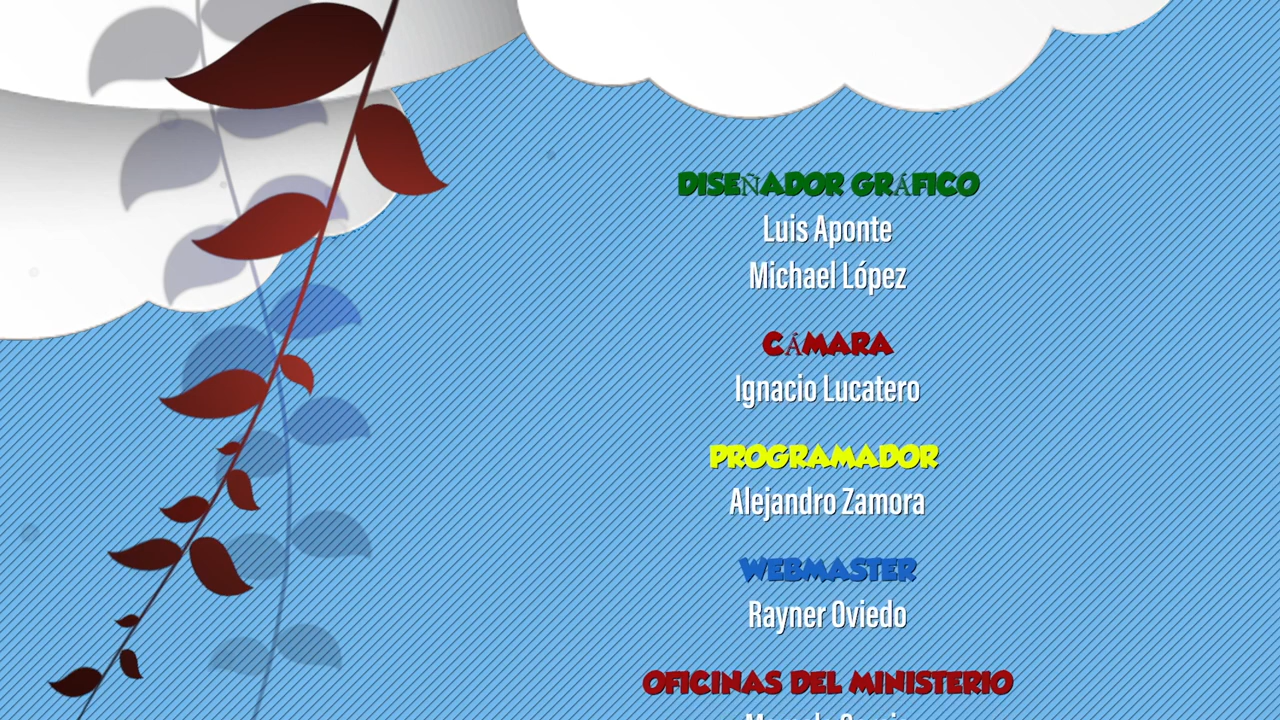 DISEÑADOR GRÁFICO
Luis Aponte
Michael López
CÁMARA
Ignacio Lucatero
PROGRAMADOR
Alejandro Zamora
WEBMASTER
Rayner Oviedo
OFICINAS DEL MINISTERIO